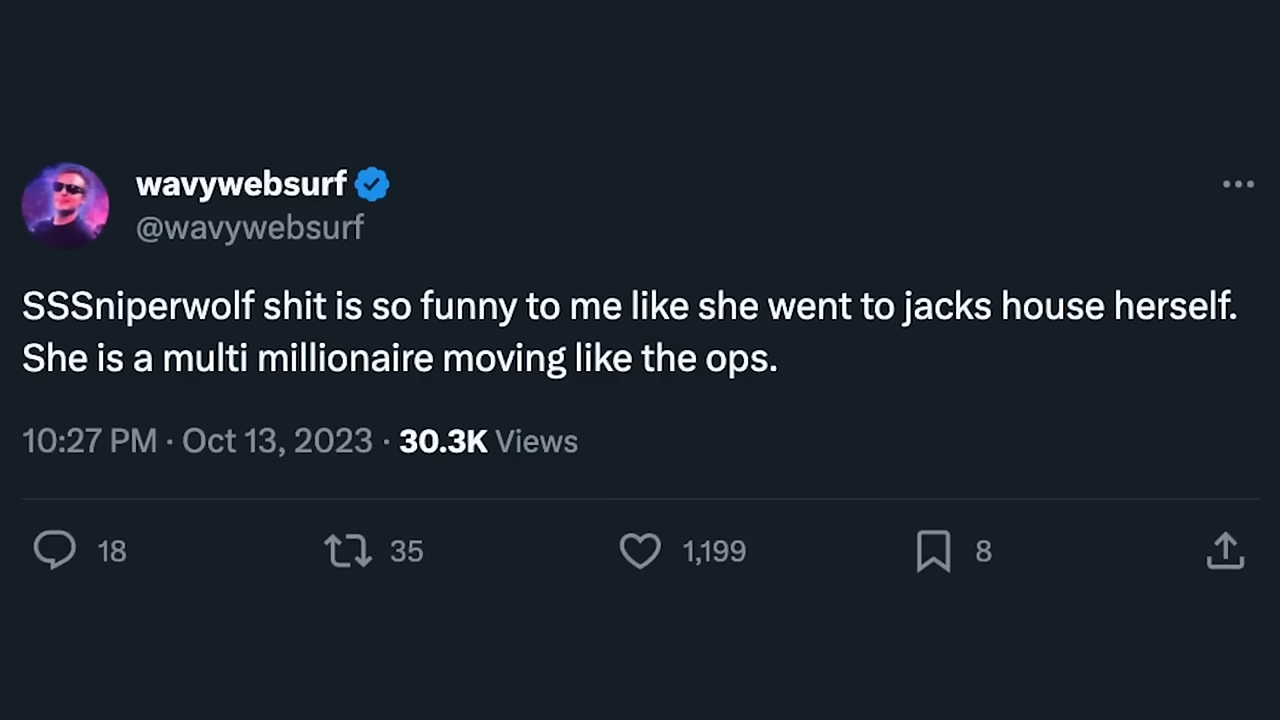 wavywebsurf
@wavywebsurf
SSSniperwolf shit is so funny to me like she went to jacks house herself.
She is a multi millionaire moving like the ops.
10:27 PM · Oct 13, 2023 · 30.3K Views
18 35 1,199 8